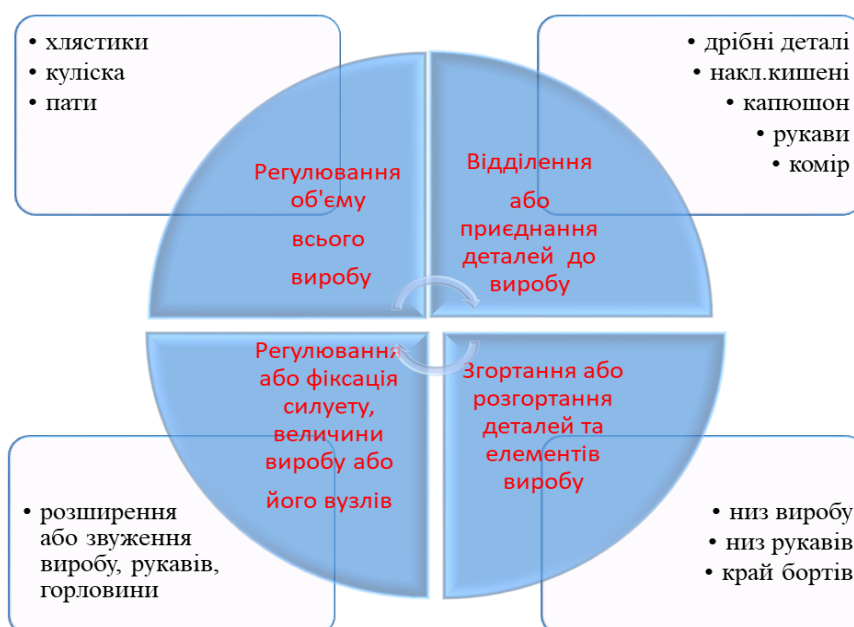 • хлястики
• куліска
• пати
• дрібні деталі
• накл.кишені
• капюшон
• рукави
• комір
Регулювання
об'єму
всього
виробу
Відділення
або
приєднання
деталей до
виробу
Регулювання
або фіксація
силуету,
величини
виробу або
його вузлів
Згортання або
розгортання
деталей та
елементів
виробу
• розширення
або звуження
виробу, рукавів,
горловини
• низ виробу
• низ рукавів
• край бортів